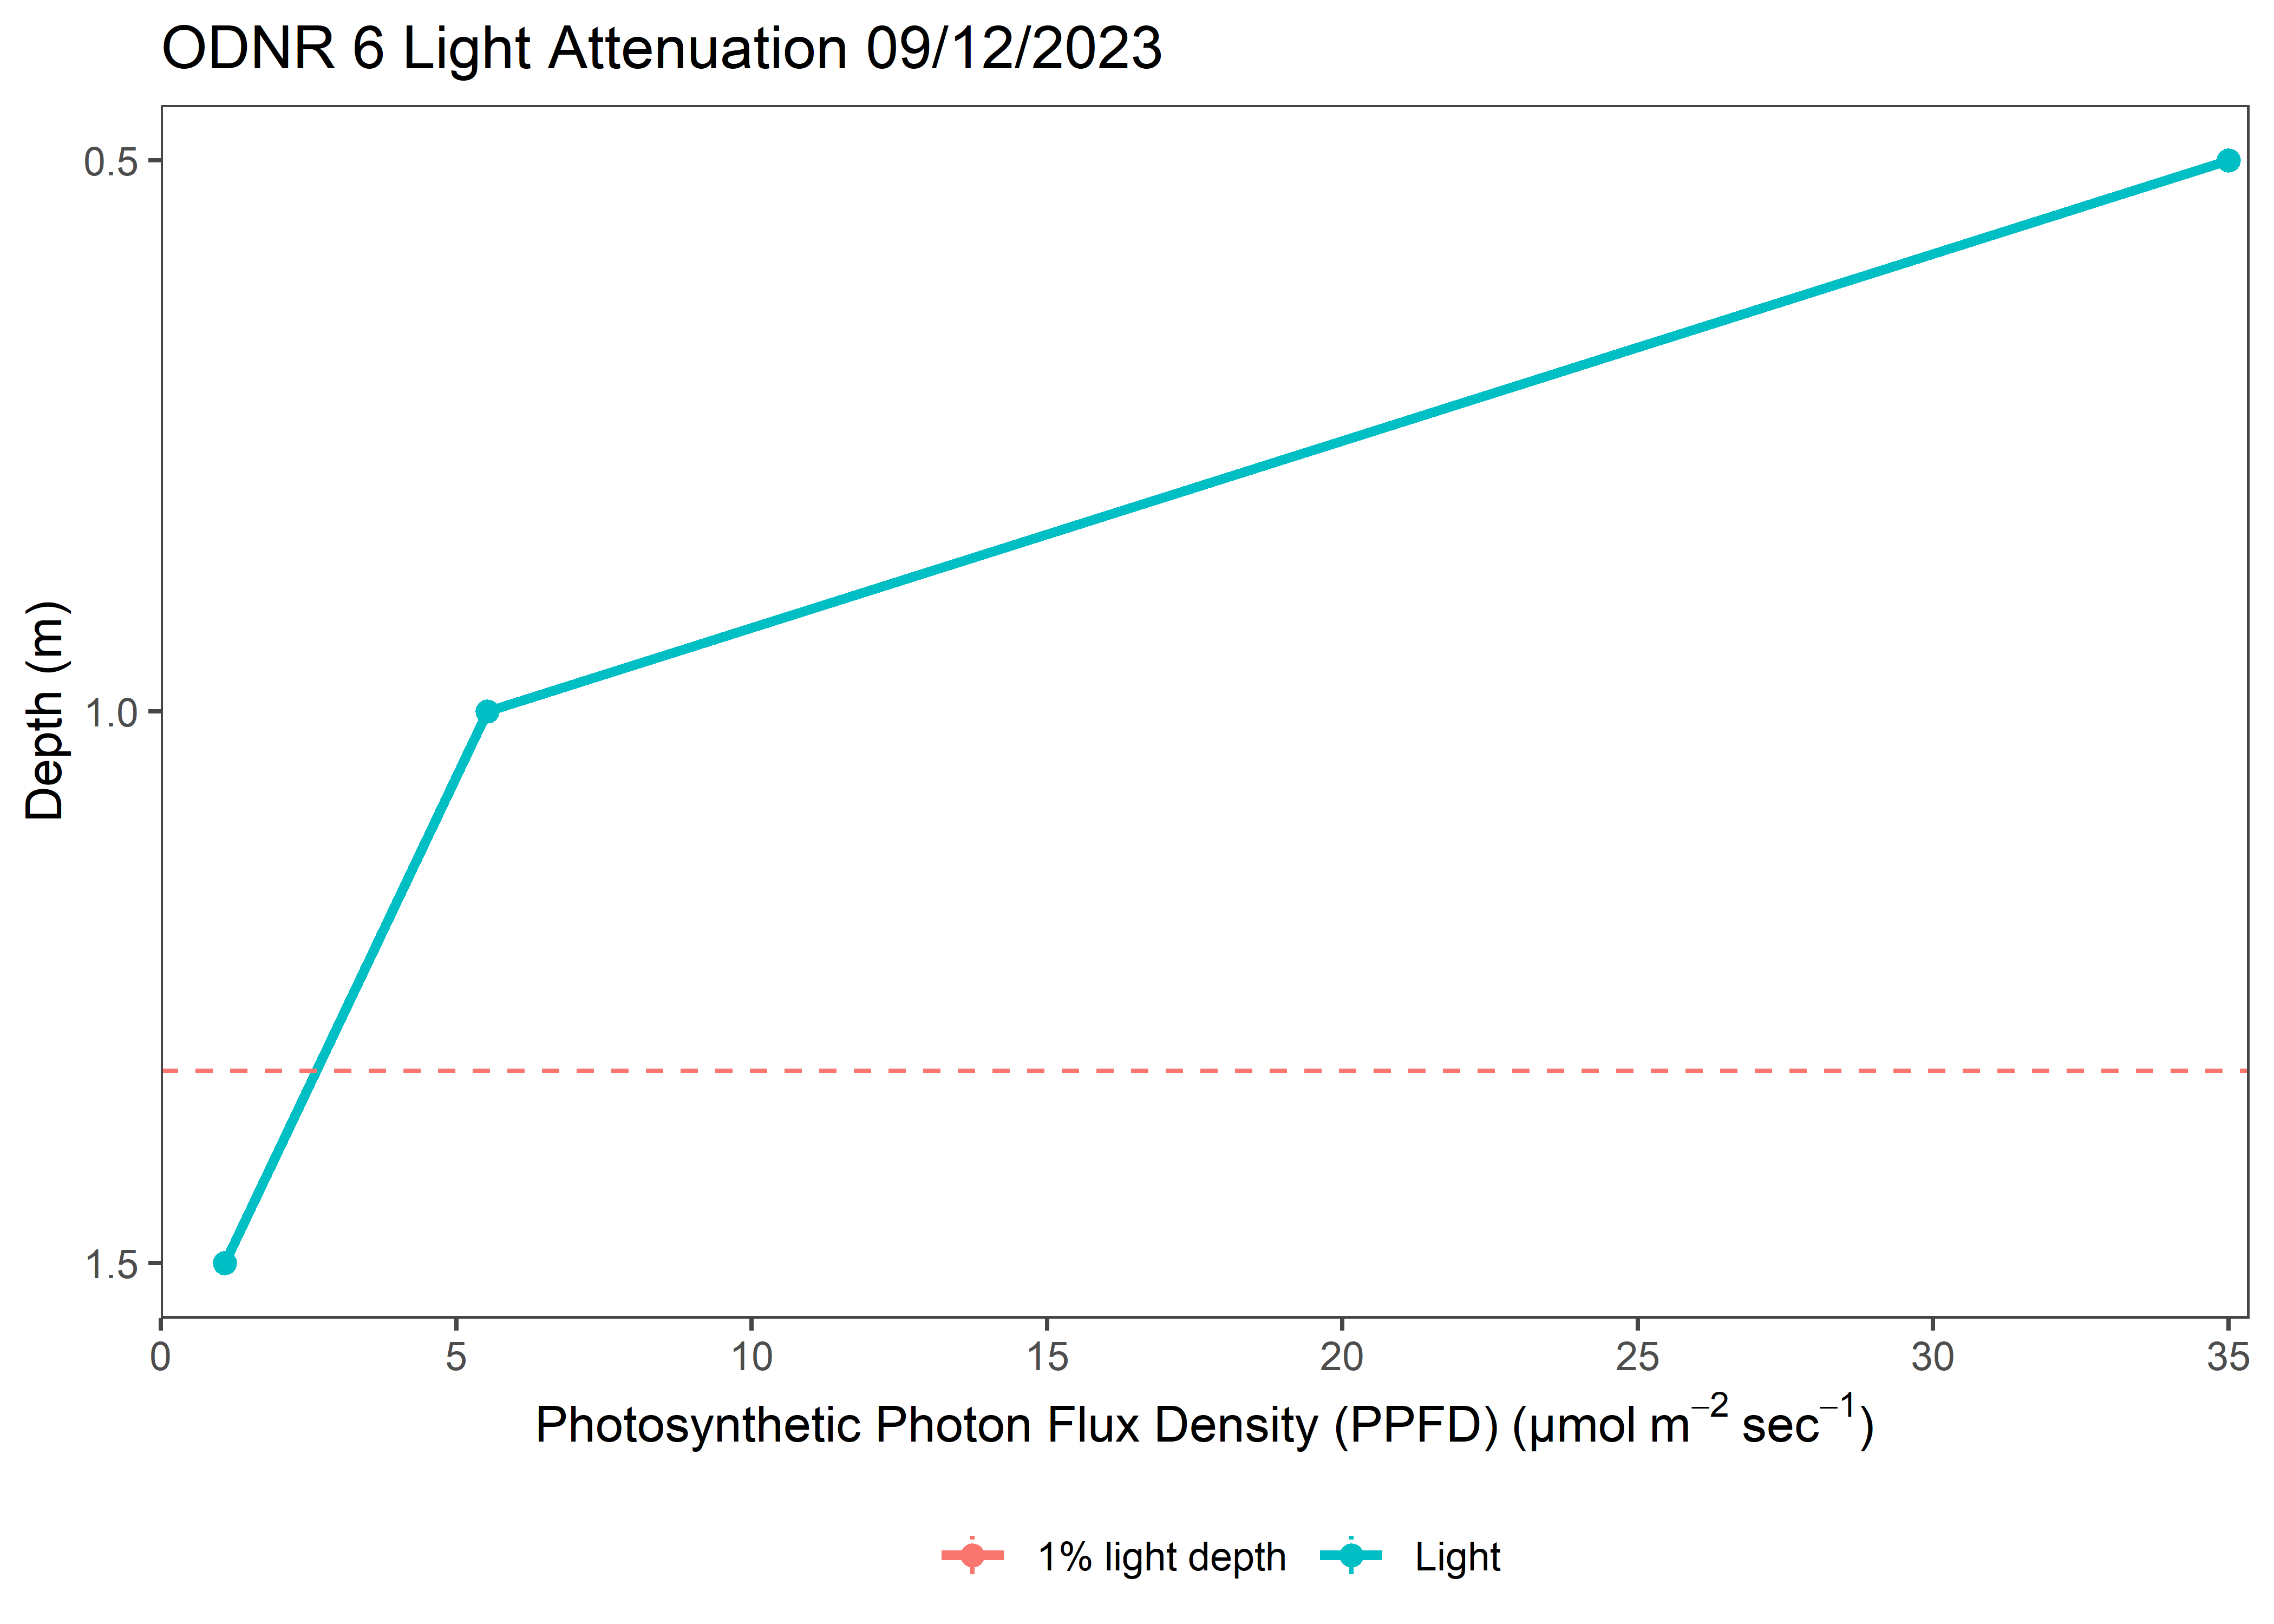 ODNR 6 Light Attenuation 09/12/2023
0.5
1.0
1.5
Depth (m)
0 5 10 15 20 25 30 35
Photosynthetic Photon Flux Density (PPFD) (μmol m⁻² sec⁻¹)
1% light depth Light